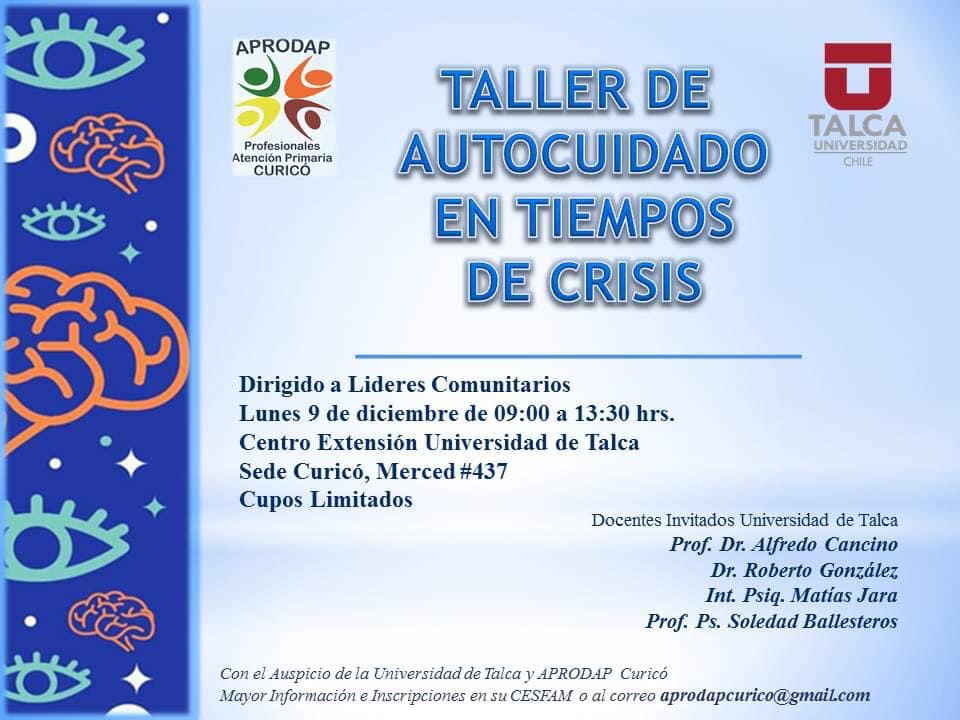 APRODAP
Profesionales
Atención Primaria
CURICÓ
TALLER DE
AUTOCUIDADO
EN TIEMPOS
DE CRISIS
TALCA
UNIVERSIDAD
CHILE
Dirigido a Lideres Comunitarios
Lunes 9 de diciembre de 09:00 a 13:30 hrs.
Centro Extensión Universidad de Talca
Sede Curicó, Merced #437
Cupos Limitados
Docentes Invitados Universidad de Talca
Prof. Dr. Alfredo Cancino
Dr. Roberto González
Int. Psiq. Matías Jara
Prof. Ps. Soledad Ballesteros
Con el Auspicio de la Universidad de Talca y APRODAP Curicó
Mayor Información e Inscripciones en su CESFAM o al correo aprodapcurico@gmail.com